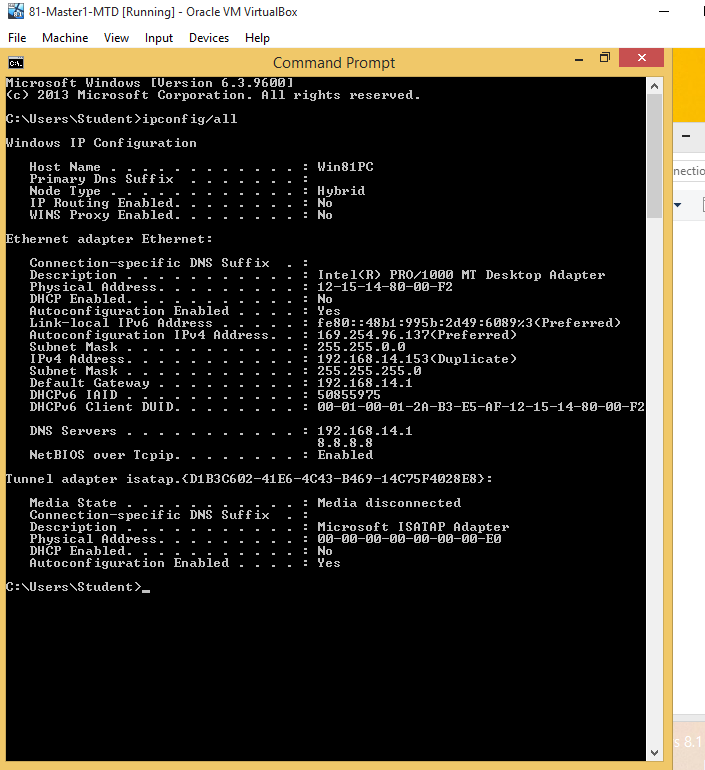 81-Master1-MTD [Running] - Oracle VM VirtualBox
File Machine View Input Devices Help
Command Prompt
Microsoft Windows [Version 6.3.9600]
(c) 2013 Microsoft Corporation. All rights reserved.
C:\Users\Student>ipconfig/all
Windows IP Configuration
Host Name . . . . . . . . . . . . : Win81PC
Primary Dns Suffix . . . . . . . :
Node Type . . . . . . . . . . . . : Hybrid
IP Routing Enabled. . . . . . . . : No
WINS Proxy Enabled. . . . . . . . : No
Ethernet adapter Ethernet:
Connection-specific DNS Suffix . :
Description . . . . . . . . . . . : Intel(R) PRO/1000 MT Desktop Adapter
Physical Address. . . . . . . . . : 12-15-14-80-00-F2
DHCP Enabled. . . . . . . . . . . : No
Autoconfiguration Enabled . . . . : Yes
Link-local IPv6 Address . . . . . : fe80::48b1:995b:2d49:6089%3(Preferred)
Autoconfiguration IPv4 Address. . : 169.254.96.137(Preferred)
Subnet Mask . . . . . . . . . . . : 255.255.0.0
IPv4 Address. . . . . . . . . . . : 192.168.14.153(Duplicate)
Subnet Mask . . . . . . . . . . . : 255.255.255.0
Default Gateway . . . . . . . . . : 192.168.14.1
DHCPv6 IAID . . . . . . . . . . . : 50855975
DHCPv6 Client DUID. . . . . . . . : 00-01-00-01-2A-B3-E5-AF-12-15-14-80-00-F2
DNS Servers . . . . . . . . . . . : 192.168.14.1
8.8.8.8
NetBIOS over Tcpip. . . . . . . . : Enabled
Tunnel adapter isatap.{D1B3C602-41E6-4C43-B469-14C75F4028E8}:
Media State . . . . . . . . . . . : Media disconnected
Connection-specific DNS Suffix . :
Description . . . . . . . . . . . : Microsoft ISATAP Adapter
Physical Address. . . . . . . . . : 00-00-00-00-00-00-00-E0
DHCP Enabled. . . . . . . . . . . : No
Autoconfiguration Enabled . . . . : Yes
C:\Users\Student>_
nection
s 8.1